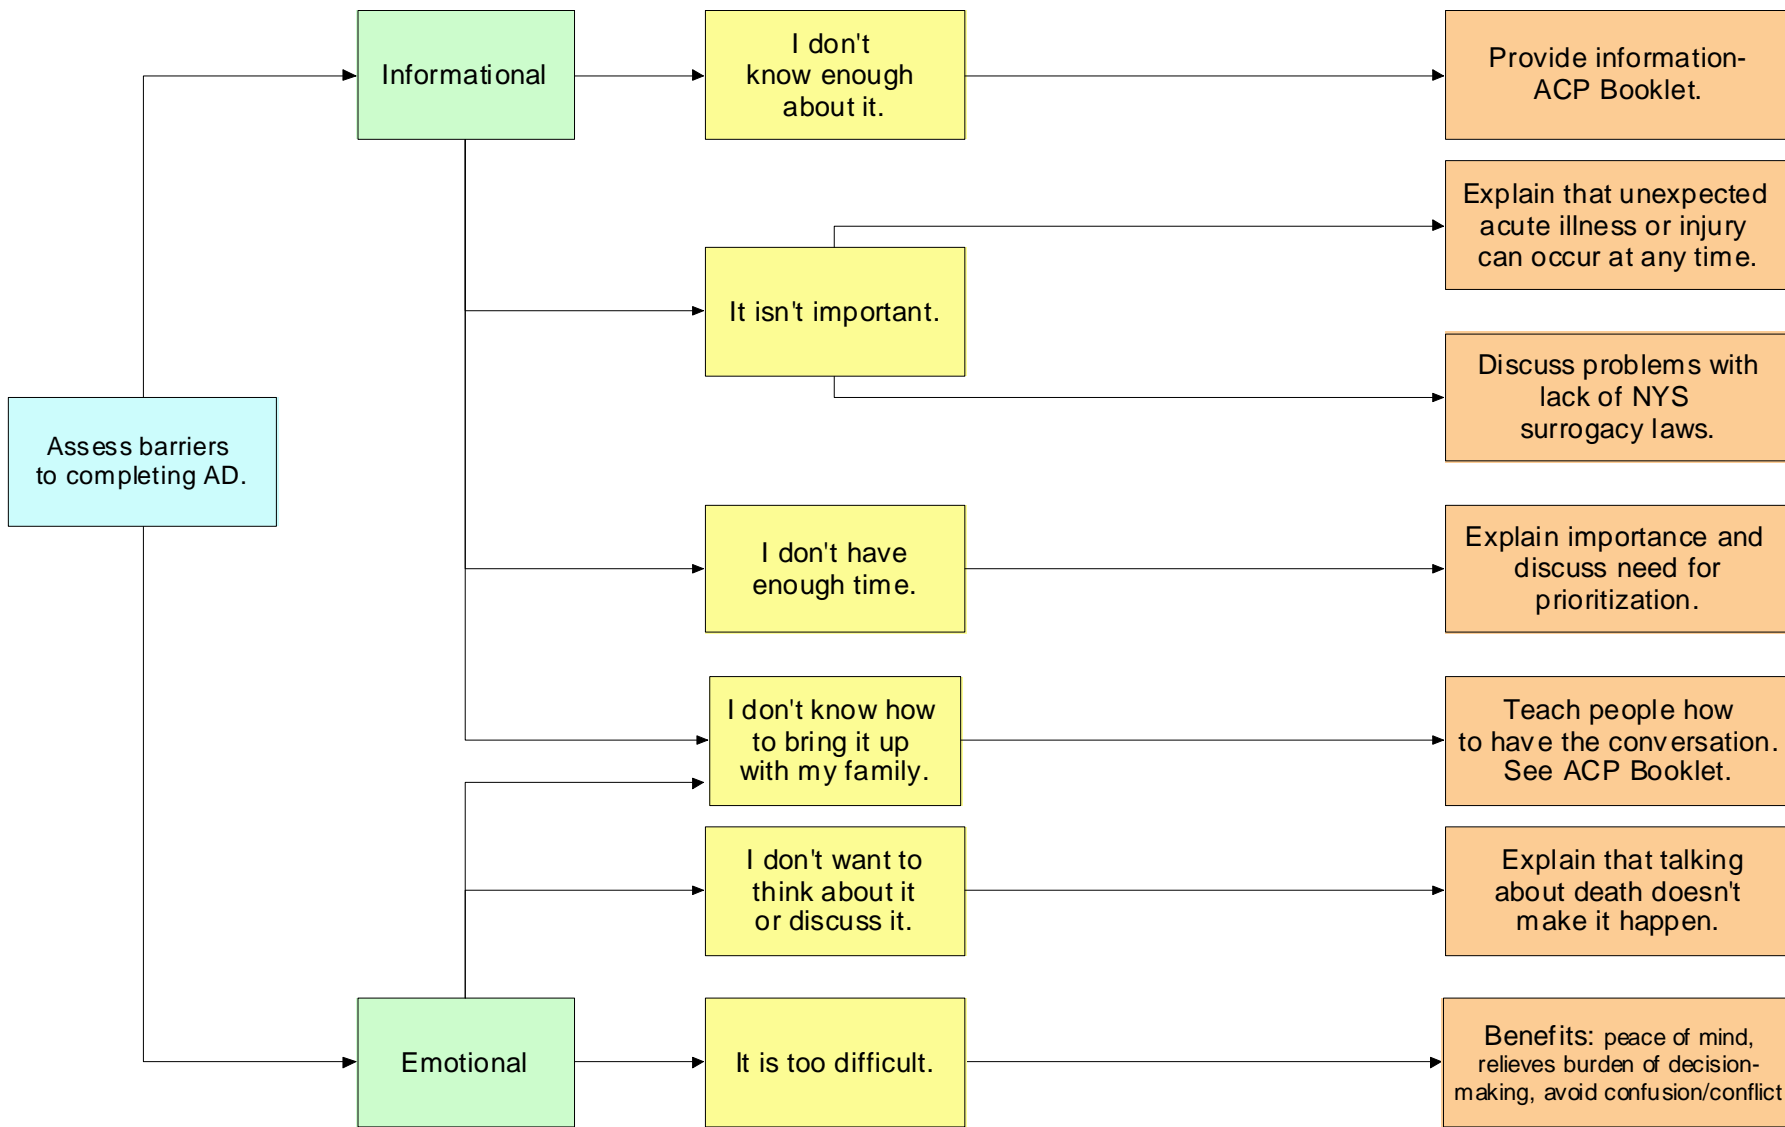 Informational
I don't
know enough
about it.
Provide information-
ACP Booklet.
Explain that unexpected
acute illness or injury
can occur at any time.
It isn't important.
Discuss problems with
lack of NYS
surrogacy laws.
Assess barriers
to completing AD.
I don't have
enough time.
Explain importance and
discuss need for
prioritization.
I don't know how
to bring it up
with my family.
Teach people how
to have the conversation.
See ACP Booklet.
I don't want to
think about it
or discuss it.
Explain that talking
about death doesn't
make it happen.
Emotional
It is too difficult.
Benefits: peace of mind,
relieves burden of decision-
making, avoid confusion/conflict